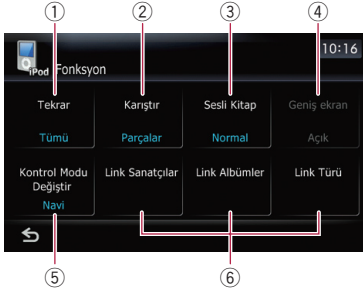 ① ② ③ ④
10:16
iPod Fonksyon
Tekrar Karıştır Sesli Kitap Geniş ekran
Tümü Parçalar Normal Açık
Kontrol Modu Değiştir Link Sanatçılar Link Albümler Link Türü
Navi
⑤ ⑥